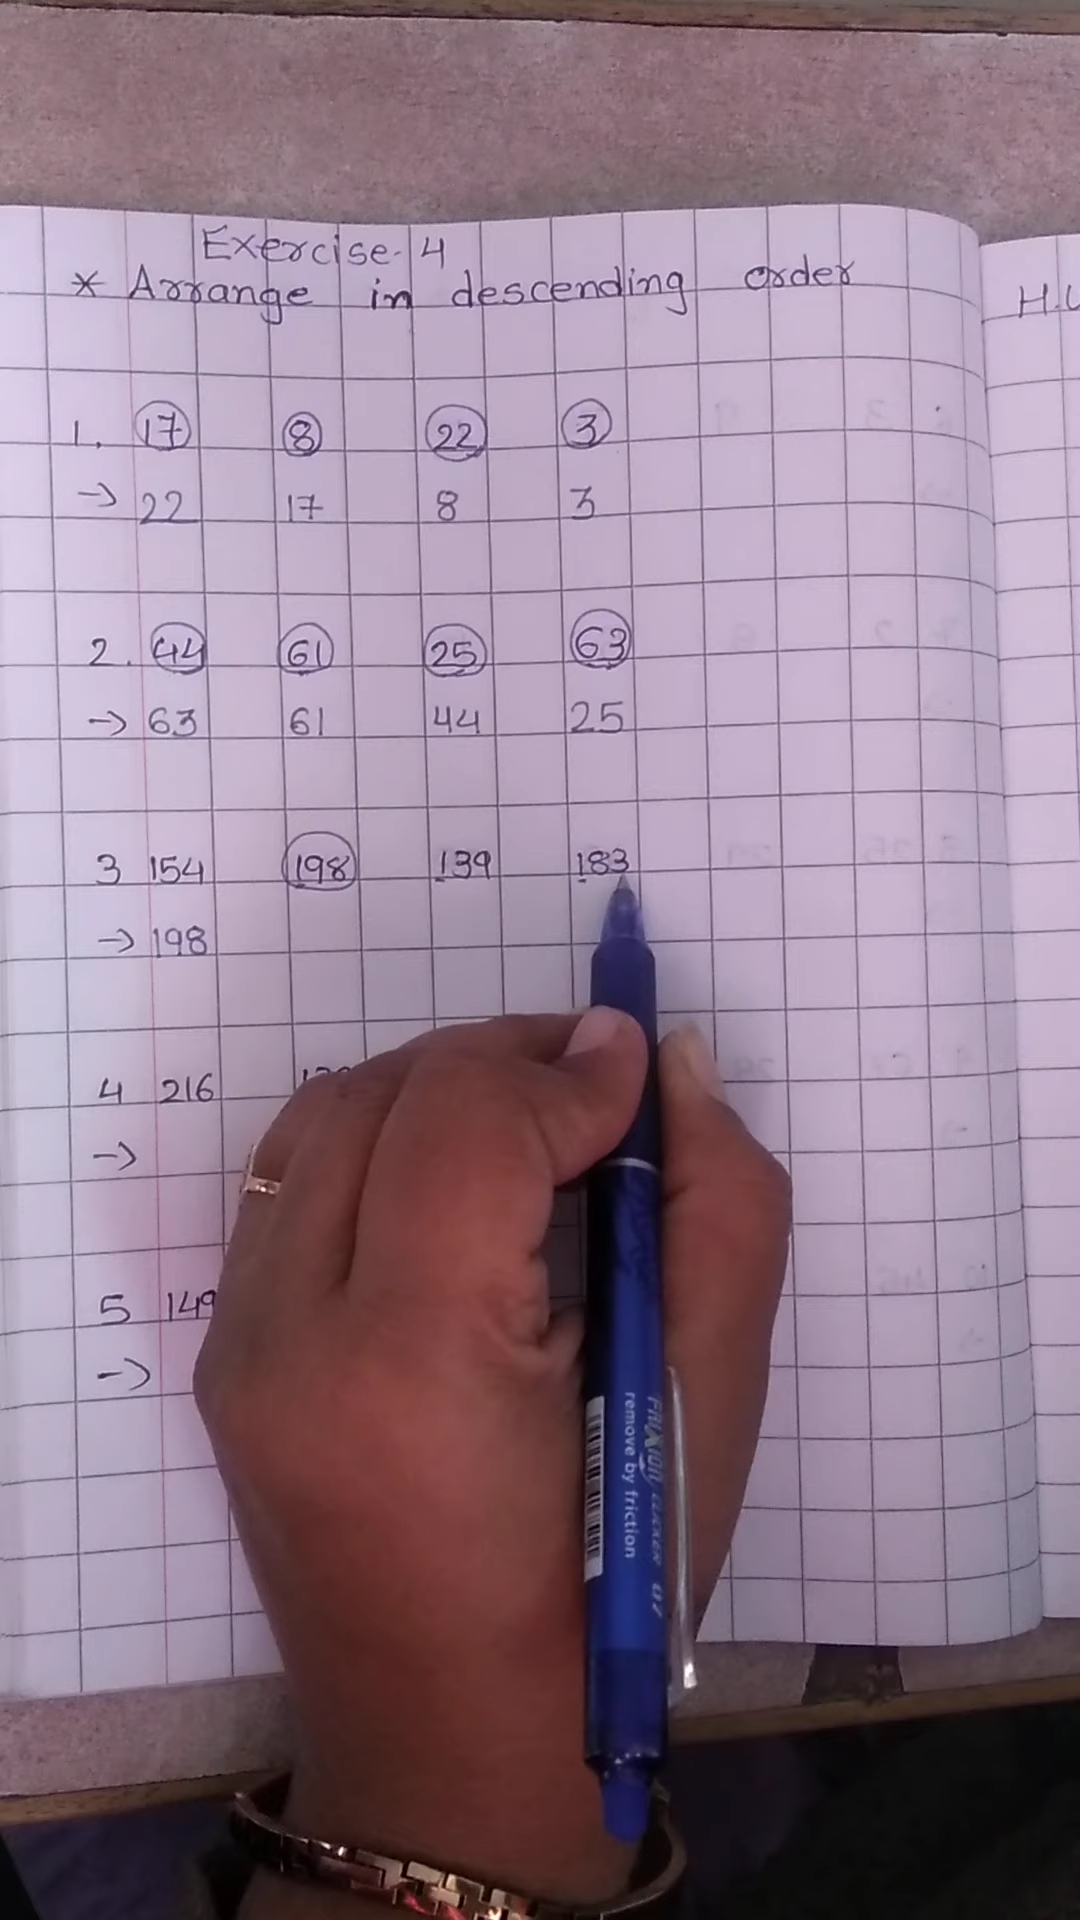 Exercise-4
* Arrange in descending order
H.
1. 17 8 22 3
→ 22 17 8 3
2. 44 61 25 63
→ 63 61 44 25
3 154 198 139 183
→ 198
4 216
→
5 149
→
FRIXION CLICKER 07
remove by friction